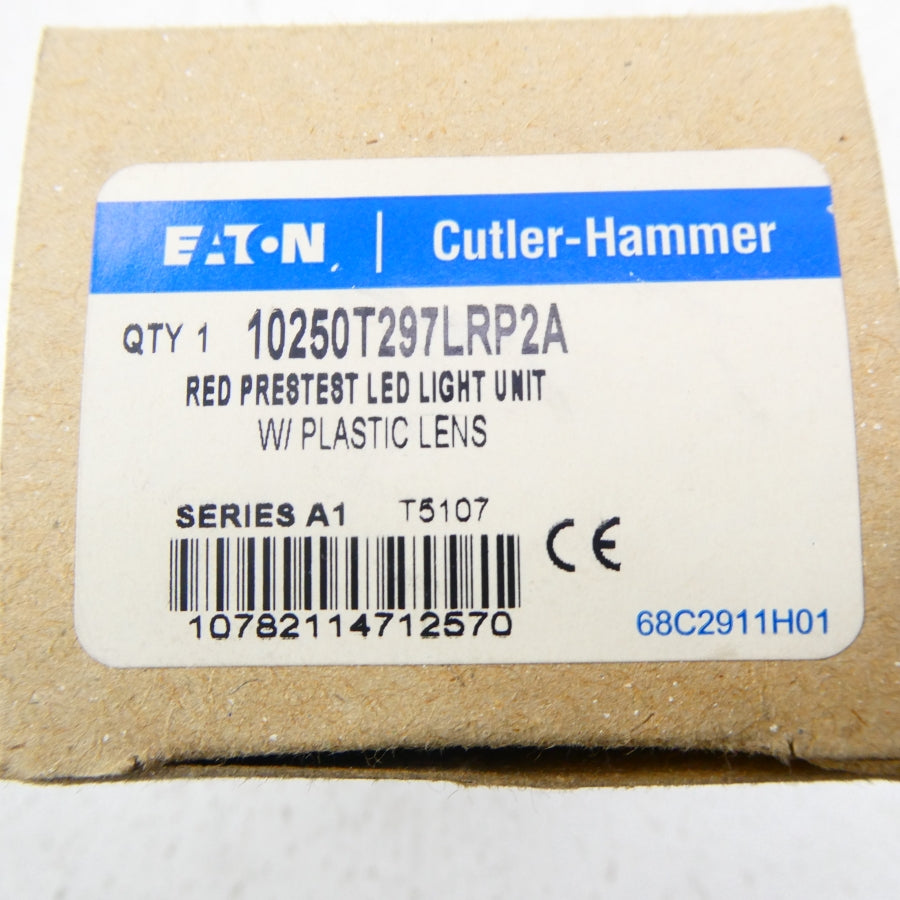 EATON | Cutler-Hammer
QTY 1 10250T297LRP2A
RED PRESTEST LED LIGHT UNIT
W/ PLASTIC LENS
SERIES A1 T5107
CE
10782114712570
68C2911H01